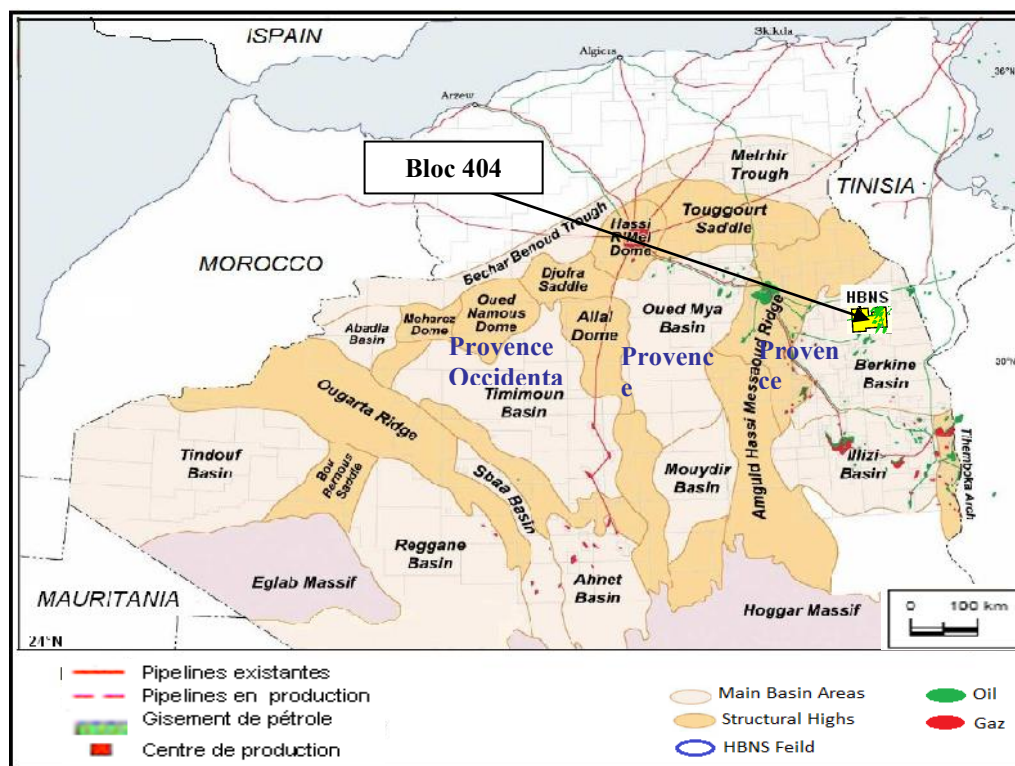 ISPAIN
Skikda
Algicis
36°N
Arzew
Bloc 404
Melrhir
Trough
TINISIA
Touggourt
Saddle
Hassi
R'Mel
Dome
Bechar Benoud Trough
MOROCCO
Djofra
Saddle
HBNS
Oued
Namous
Dome
Meharez
Dome
Abadla
Basin
Allal
Dome
Oued Mya
Basin
Provence
Occidenta
Provenc
e
Proven
ce
30°N
Berkine
Basin
Timimoun
Basin
Ougarta Ridge
Amguid Hassi Messaoud Ridge
Tindouf
Basin
Bou
Bernous
Saddle
Sbaa Basin
Mouydir
Basin
Illizi
Basin
Tihemboka Arch
Reggane
Basin
Eglab Massif
Ahnet
Basin
Hoggar Massif
MAURITANIA
24°N
0 100 km
Pipelines existantes
Pipelines en production
Gisement de pétrole
Centre de production
Main Basin Areas
Structural Highs
HBNS Feild
Oil
Gaz